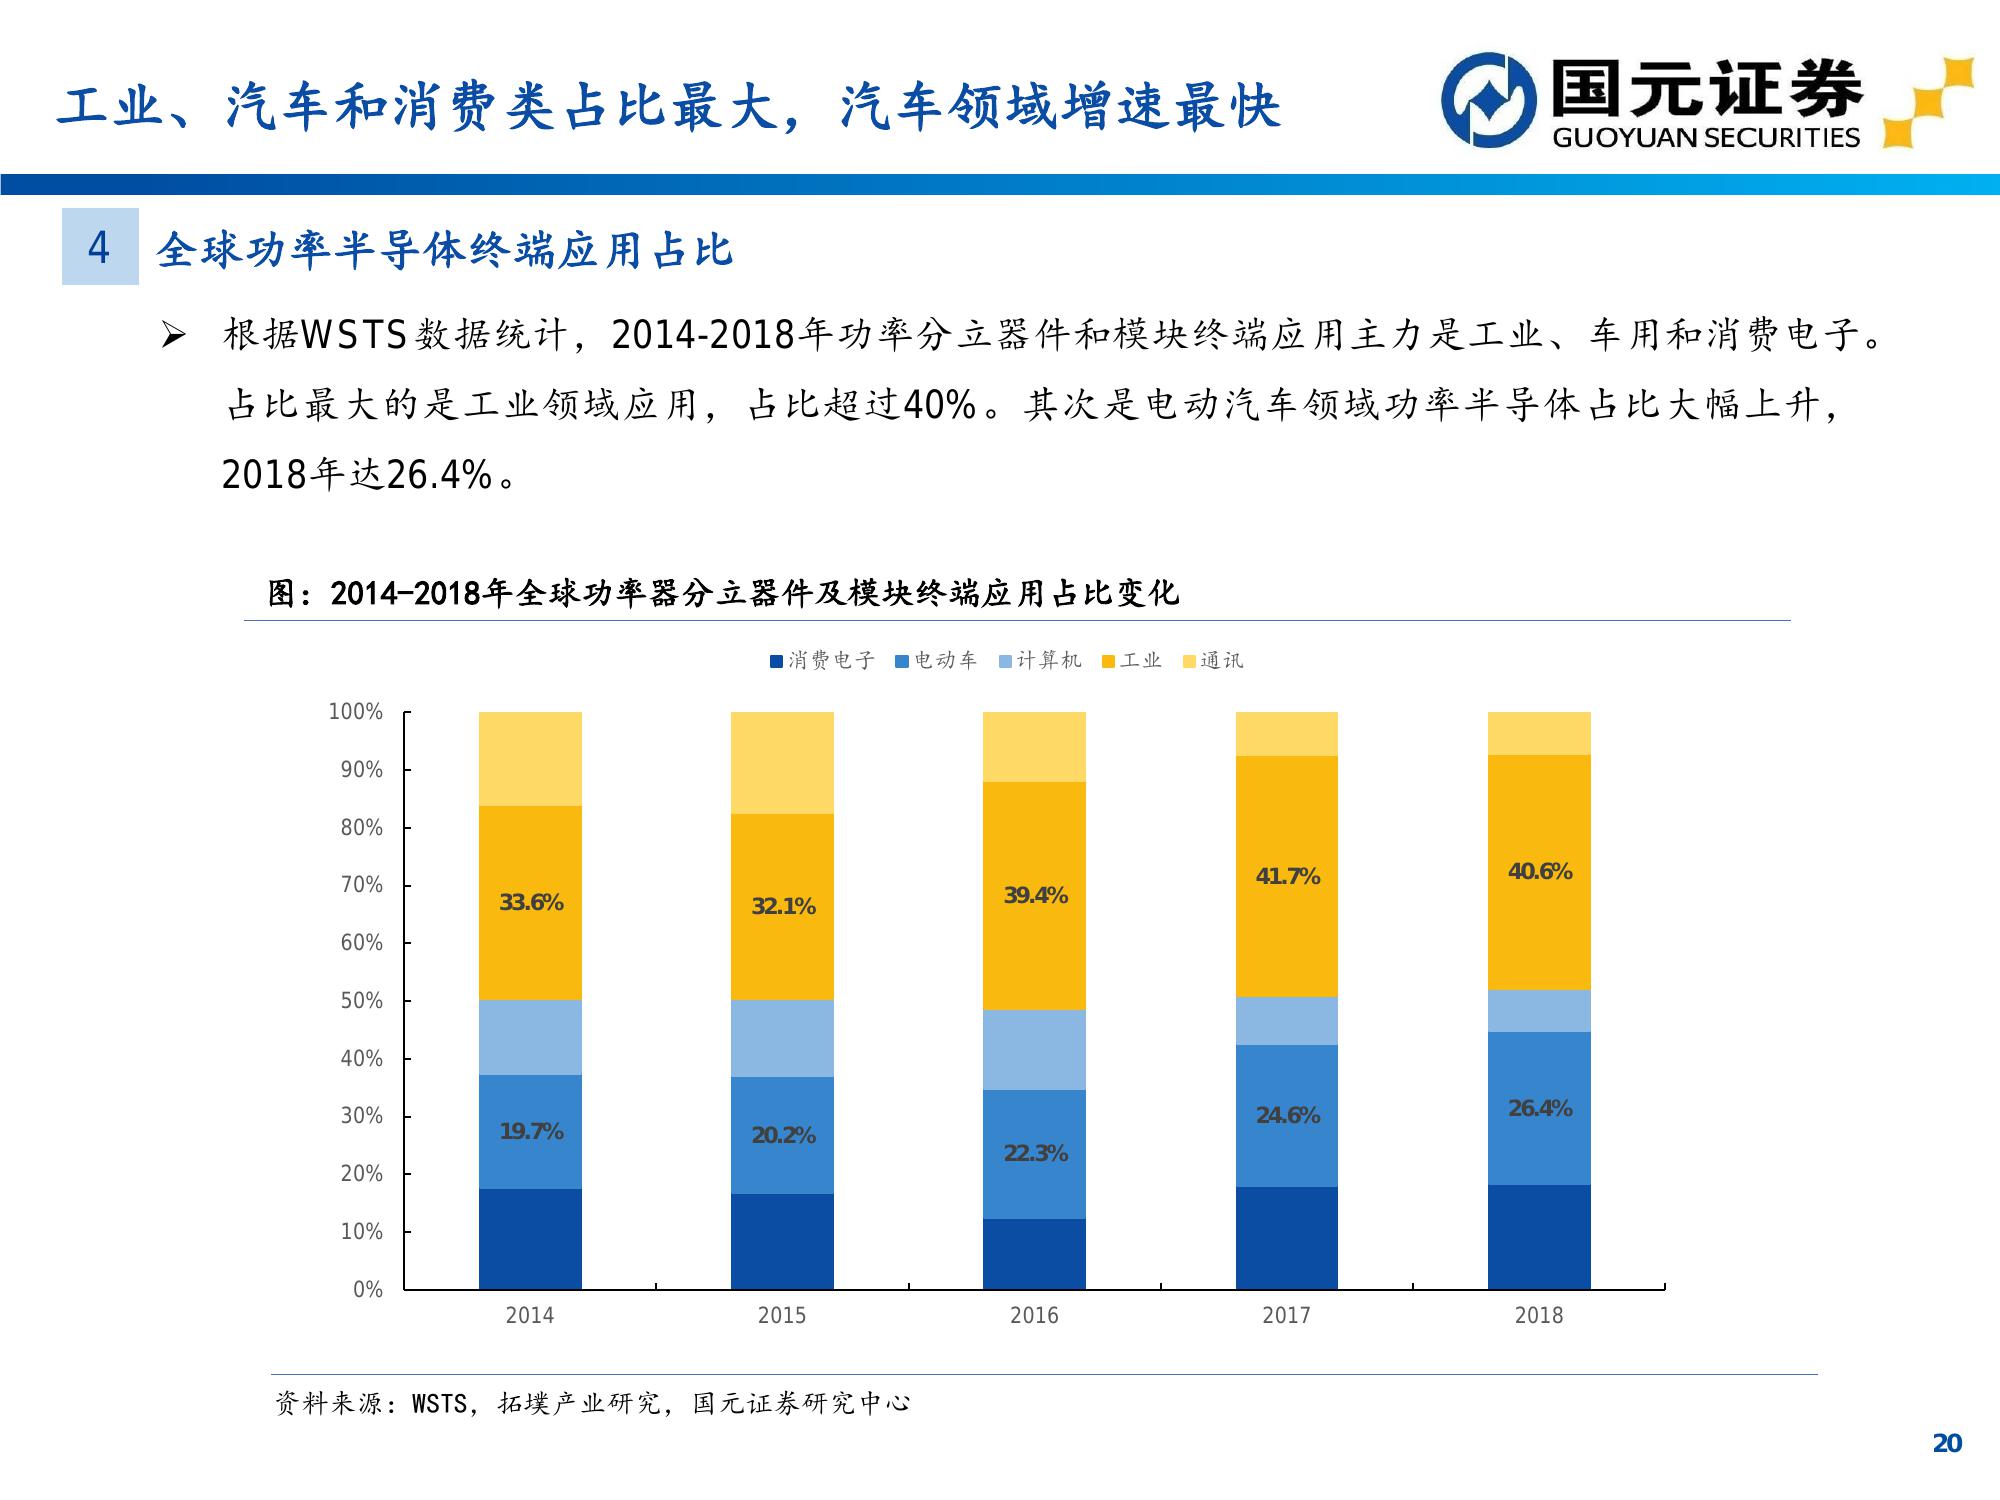 工业、汽车和消费类占比最大，汽车领域增速最快
国元证券
GUOYUAN SECURITIES
4 全球功率半导体终端应用占比
➢ 根据WSTS数据统计，2014-2018年功率分立器件和模块终端应用主力是工业、车用和消费电子。
占比最大的是工业领域应用，占比超过40%。其次是电动汽车领域功率半导体占比大幅上升，
2018年达26.4%。
图：2014-2018年全球功率器分立器件及模块终端应用占比变化
消费电子 电动车 计算机 工业 通讯
100%
90%
80%
70%
60%
50%
40%
30%
20%
10%
0%
33.6% 32.1% 39.4% 41.7% 40.6%
19.7% 20.2% 22.3% 24.6% 26.4%
2014 2015 2016 2017 2018
资料来源：WSTS，拓墣产业研究，国元证券研究中心
20